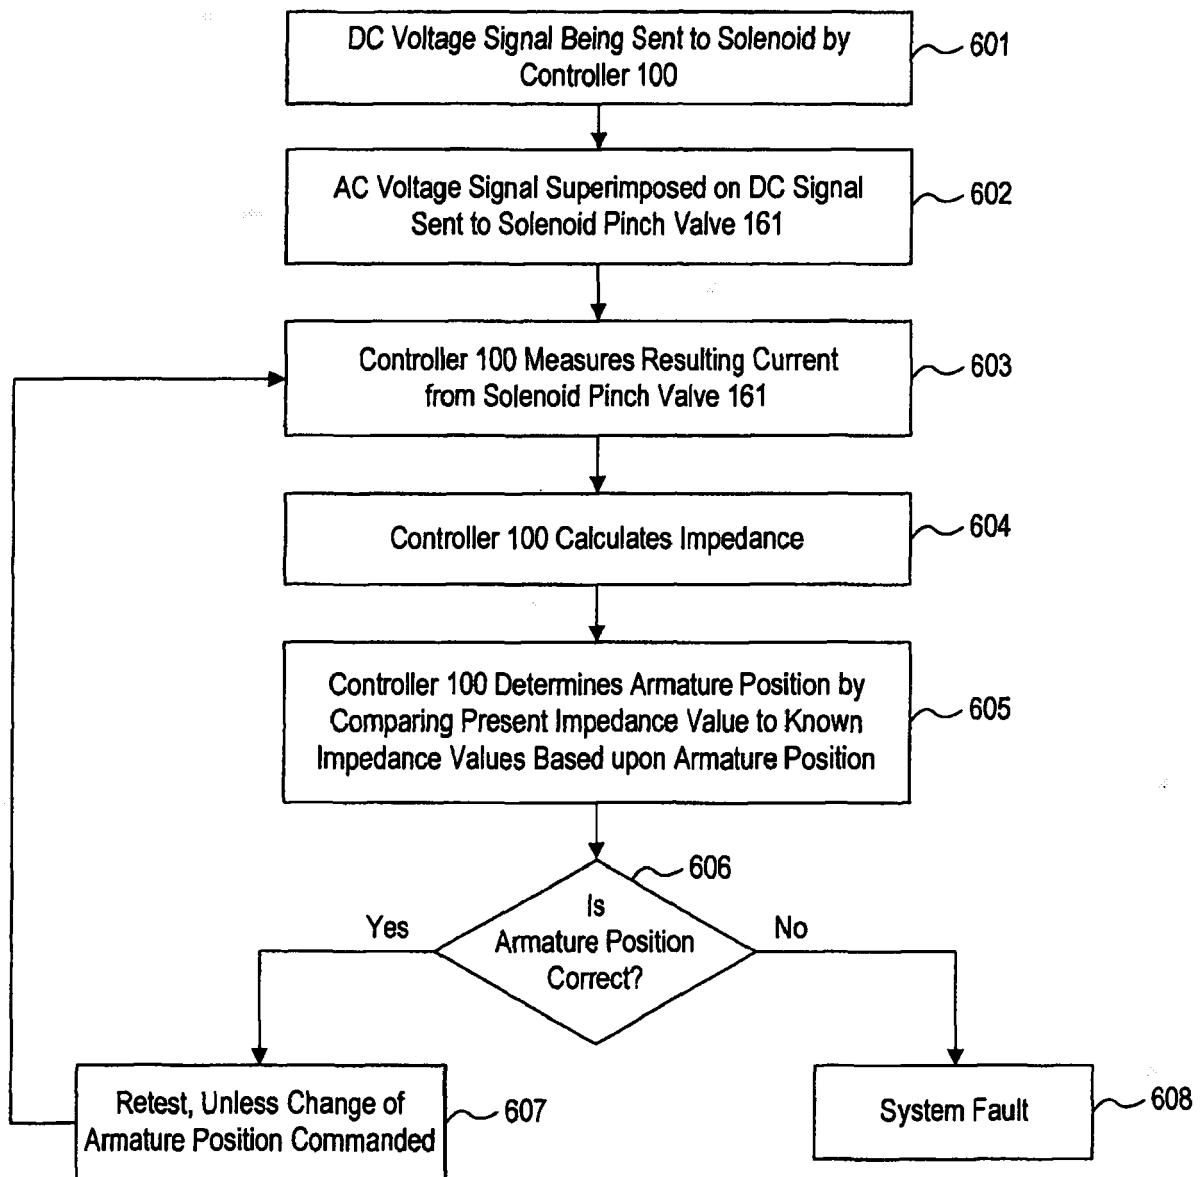 DC Voltage Signal Being Sent to Solenoid by
Controller 100
601
AC Voltage Signal Superimposed on DC Signal
Sent to Solenoid Pinch Valve 161
602
Controller 100 Measures Resulting Current
from Solenoid Pinch Valve 161
603
Controller 100 Calculates Impedance
604
Controller 100 Determines Armature Position by
Comparing Present Impedance Value to Known
Impedance Values Based upon Armature Position
605
606
Is
Armature Position
Correct?
Yes
No
Retest, Unless Change of
Armature Position Commanded
607
System Fault
608